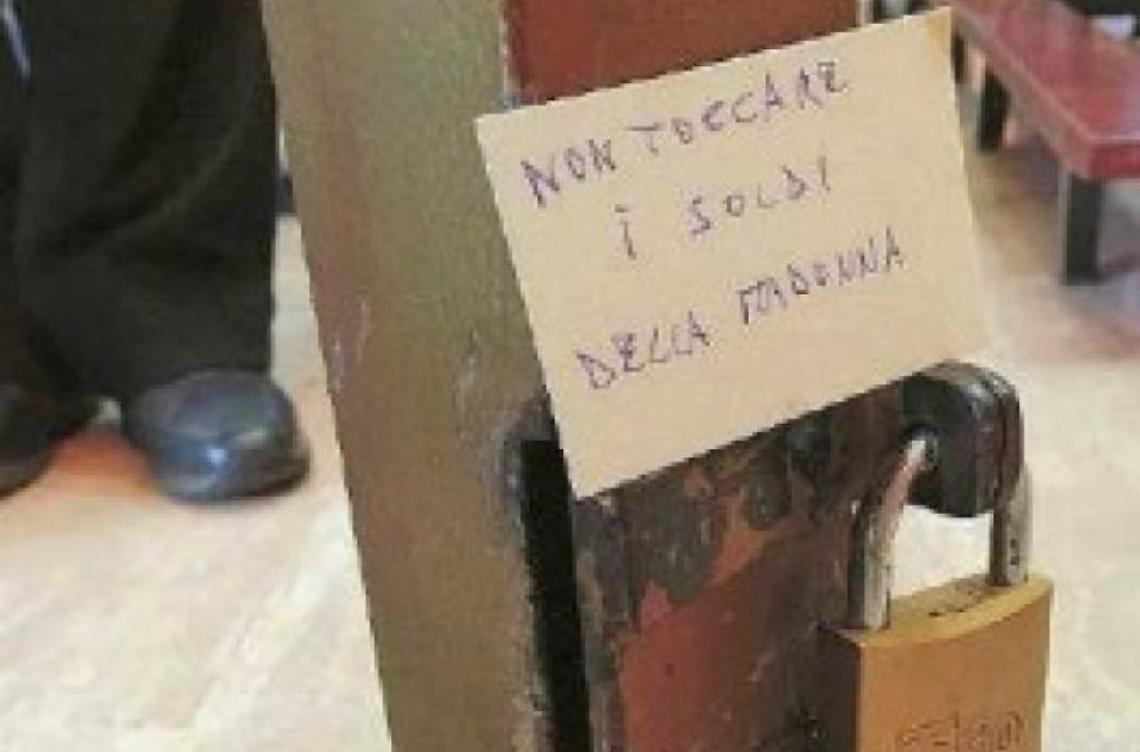 NON TOCCARE
I SOLDI
DELLA MADONNA